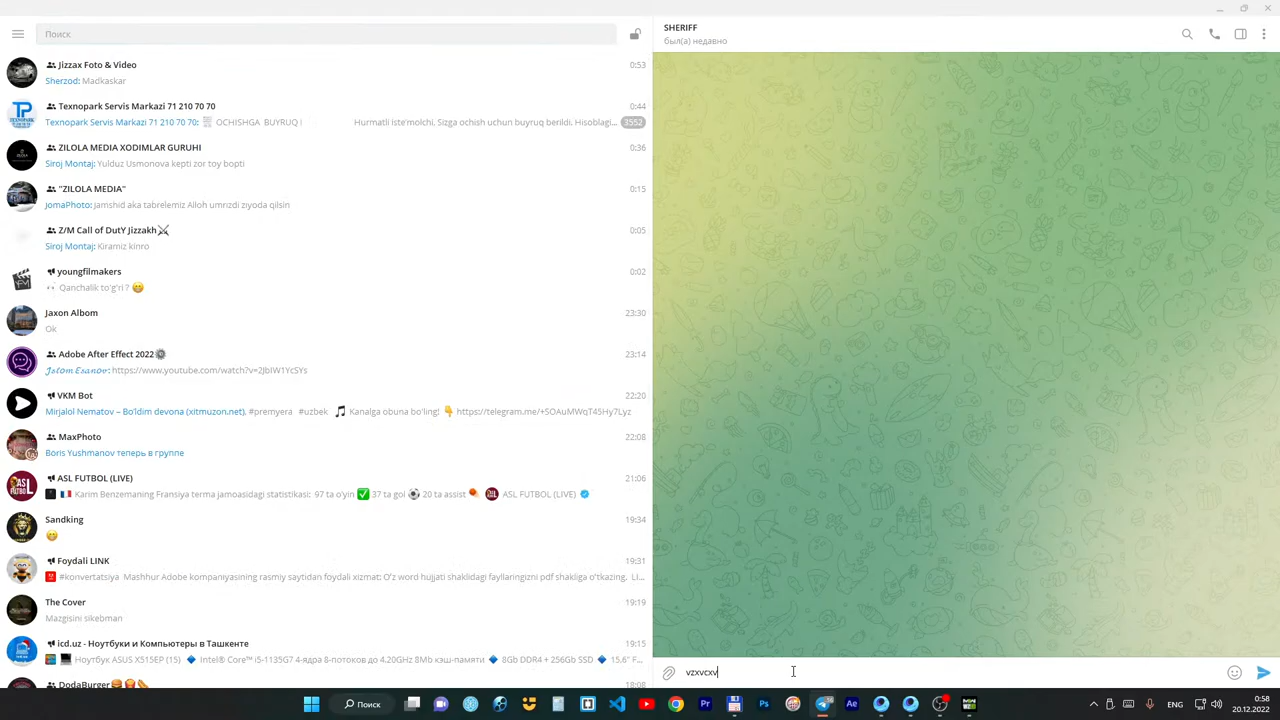 Поиск
Jizzax Foto & Video 0:53
Sherzod: Madkaskar
Texnopark Servis Markazi 71 210 70 70 0:44
Texnopark Servis Markazi 71 210 70 70: OCHISHGA BUYRUQ ! Hurmatli iste'molchi, Sizga ochish uchun buyruq berildi. Hisoblagi... 3552
ZILOLA MEDIA XODIMLAR GURUHI 0:36
Siroj Montaj: Yulduz Usmonova kepti zor toy bopti
"ZILOLA MEDIA" 0:15
JomaPhoto: Jamshid aka tabrelemiz Alloh umrizdi ziyoda qilsin
Z/M Call of DutY Jizzakh⚔ 0:05
Siroj Montaj: Kiramiz kinro
youngfilmakers 0:02
👀 Qanchalik to'g'ri ? 😁
Jaxon Albom 23:30
Ok
Adobe After Effect 2022 23:14
𝓘𝓼𝓵𝓸𝓶 𝓔𝓼𝓪𝓷𝓸𝓿: https://www.youtube.com/watch?v=2JbIW1YcSYs
VKM Bot 22:20
Mirjalol Nematov – Bo'ldim devona (xitmuzon.net), #premyera #uzbek 🎵 Kanalga obuna bo'ling! 👇 https://telegram.me/+SOAuMWqT45Hy7Lyz
MaxPhoto 22:08
Boris Yushmanov теперь в группе
ASL FUTBOL (LIVE) 21:06
🇫🇷 Karim Benzemaning Fransiya terma jamoasidagi statistikasi: 97 ta o'yin ✅ 37 ta gol ⚽ 20 ta assist ASL FUTBOL (LIVE)
Sandking 19:34
😁
Foydali LINK 19:31
#konvertatsiya Mashhur Adobe kompaniyasining rasmiy saytidan foydali xizmat; O'z word hujjati shaklidagi fayllaringizni pdf shakliga o'tkazing, LI...
The Cover 19:19
Mazgisini sikebman
icd.uz - Ноутбуки и Компьютеры в Ташкенте 19:15
Ноутбук ASUS X515EP (15) 🔷 Intel® Core™ i5-1135G7 4-ядра 8-потоков до 4.20GHz 8Mb кэш-памяти 🔷 8Gb DDR4 + 256Gb SSD 🔷 15,6" F...
DodaBurger🍔🍟🌭 18:08
SHERIFF
был(а) недавно
vzxvcxv
Поиск
ENG
0:58
20.12.2022